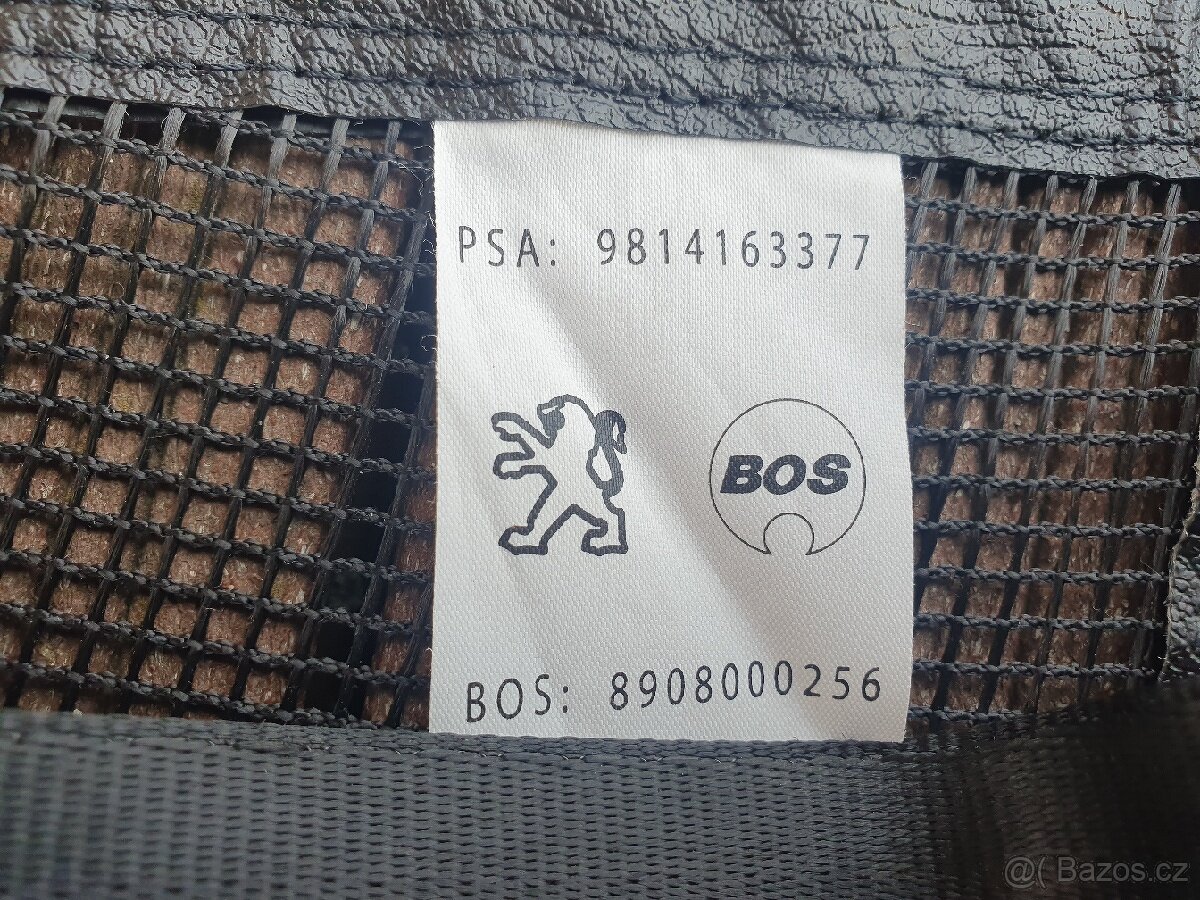 PSA: 9814163377
BOS
BOS: 8908000256
@( Bazos.cz